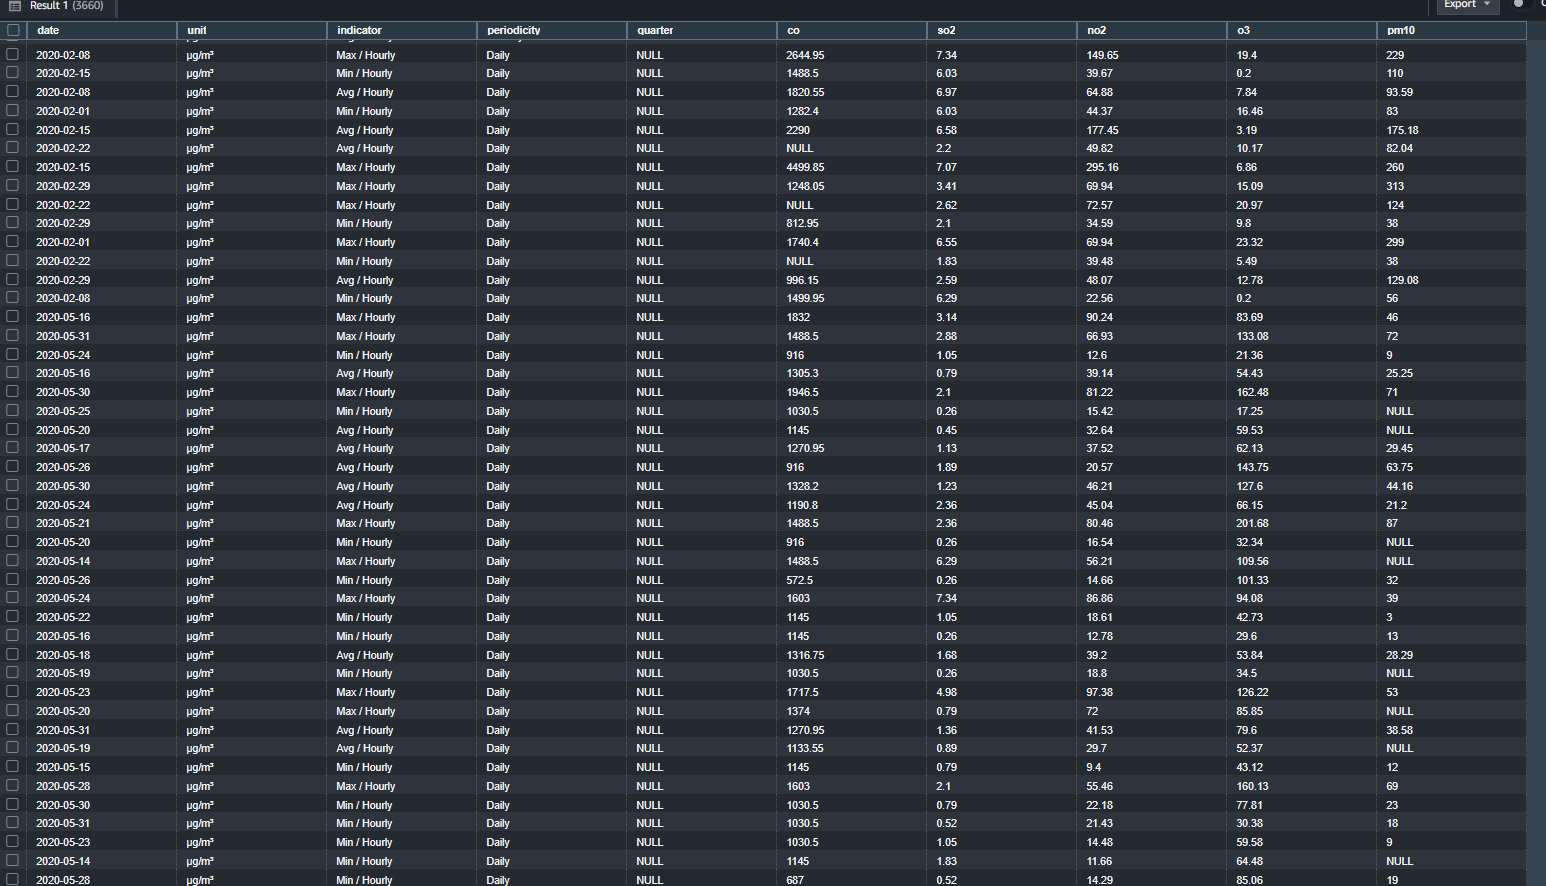 Result 1 (3660) Export
date unit indicator periodicity quarter co so2 no2 o3 pm10
2020-02-08 µg/m³ Max / Hourly Daily NULL 2644.95 7.34 149.65 19.4 229
2020-02-15 µg/m³ Min / Hourly Daily NULL 1488.5 6.03 39.67 0.2 110
2020-02-08 µg/m³ Avg / Hourly Daily NULL 1820.55 6.97 64.88 7.84 93.59
2020-02-01 µg/m³ Min / Hourly Daily NULL 1282.4 6.03 44.37 16.46 83
2020-02-15 µg/m³ Avg / Hourly Daily NULL 2290 6.58 177.45 3.19 175.18
2020-02-22 µg/m³ Avg / Hourly Daily NULL NULL 2.2 49.82 10.17 82.04
2020-02-15 µg/m³ Max / Hourly Daily NULL 4499.85 7.07 295.16 6.86 260
2020-02-29 µg/m³ Max / Hourly Daily NULL 1248.05 3.41 69.94 15.09 313
2020-02-22 µg/m³ Max / Hourly Daily NULL NULL 2.62 72.57 20.97 124
2020-02-29 µg/m³ Min / Hourly Daily NULL 812.95 2.1 34.59 9.8 38
2020-02-01 µg/m³ Max / Hourly Daily NULL 1740.4 6.55 69.94 23.32 299
2020-02-22 µg/m³ Min / Hourly Daily NULL NULL 1.83 39.48 5.49 38
2020-02-29 µg/m³ Avg / Hourly Daily NULL 996.15 2.59 48.07 12.78 129.08
2020-02-08 µg/m³ Min / Hourly Daily NULL 1499.95 6.29 22.56 0.2 56
2020-05-16 µg/m³ Max / Hourly Daily NULL 1832 3.14 90.24 83.69 46
2020-05-31 µg/m³ Max / Hourly Daily NULL 1488.5 2.88 66.93 133.08 72
2020-05-24 µg/m³ Min / Hourly Daily NULL 916 1.05 12.6 21.36 9
2020-05-16 µg/m³ Avg / Hourly Daily NULL 1305.3 0.79 39.14 54.43 25.25
2020-05-30 µg/m³ Max / Hourly Daily NULL 1946.5 2.1 81.22 162.48 71
2020-05-25 µg/m³ Min / Hourly Daily NULL 1030.5 0.26 15.42 17.25 NULL
2020-05-20 µg/m³ Avg / Hourly Daily NULL 1145 0.45 32.64 59.53 NULL
2020-05-17 µg/m³ Avg / Hourly Daily NULL 1270.95 1.13 37.52 62.13 29.45
2020-05-26 µg/m³ Avg / Hourly Daily NULL 916 1.89 20.57 143.75 63.75
2020-05-30 µg/m³ Avg / Hourly Daily NULL 1328.2 1.23 46.21 127.6 44.16
2020-05-24 µg/m³ Avg / Hourly Daily NULL 1190.8 2.36 45.04 66.15 21.2
2020-05-21 µg/m³ Max / Hourly Daily NULL 1488.5 2.36 80.46 201.68 87
2020-05-20 µg/m³ Min / Hourly Daily NULL 916 0.26 16.54 32.34 NULL
2020-05-14 µg/m³ Max / Hourly Daily NULL 1488.5 6.29 56.21 109.56 NULL
2020-05-26 µg/m³ Min / Hourly Daily NULL 572.5 0.26 14.66 101.33 32
2020-05-24 µg/m³ Max / Hourly Daily NULL 1603 7.34 86.86 94.08 39
2020-05-22 µg/m³ Min / Hourly Daily NULL 1145 1.05 18.61 42.73 3
2020-05-16 µg/m³ Min / Hourly Daily NULL 1145 0.26 12.78 29.6 13
2020-05-18 µg/m³ Avg / Hourly Daily NULL 1316.75 1.68 39.2 53.84 28.29
2020-05-19 µg/m³ Min / Hourly Daily NULL 1030.5 0.26 18.8 34.5 NULL
2020-05-23 µg/m³ Max / Hourly Daily NULL 1717.5 4.98 97.38 126.22 53
2020-05-20 µg/m³ Max / Hourly Daily NULL 1374 0.79 72 85.85 NULL
2020-05-31 µg/m³ Avg / Hourly Daily NULL 1270.95 1.36 41.53 79.6 38.58
2020-05-19 µg/m³ Avg / Hourly Daily NULL 1133.55 0.89 29.7 52.37 NULL
2020-05-15 µg/m³ Min / Hourly Daily NULL 1145 0.79 9.4 43.12 12
2020-05-28 µg/m³ Max / Hourly Daily NULL 1603 2.1 55.46 160.13 69
2020-05-30 µg/m³ Min / Hourly Daily NULL 1030.5 0.79 22.18 77.81 23
2020-05-31 µg/m³ Min / Hourly Daily NULL 1030.5 0.52 21.43 30.38 18
2020-05-23 µg/m³ Min / Hourly Daily NULL 1030.5 1.05 14.48 59.58 9
2020-05-14 µg/m³ Min / Hourly Daily NULL 1145 1.83 11.66 64.48 NULL
2020-05-28 µg/m³ Min / Hourly Daily NULL 687 0.52 14.29 85.06 19